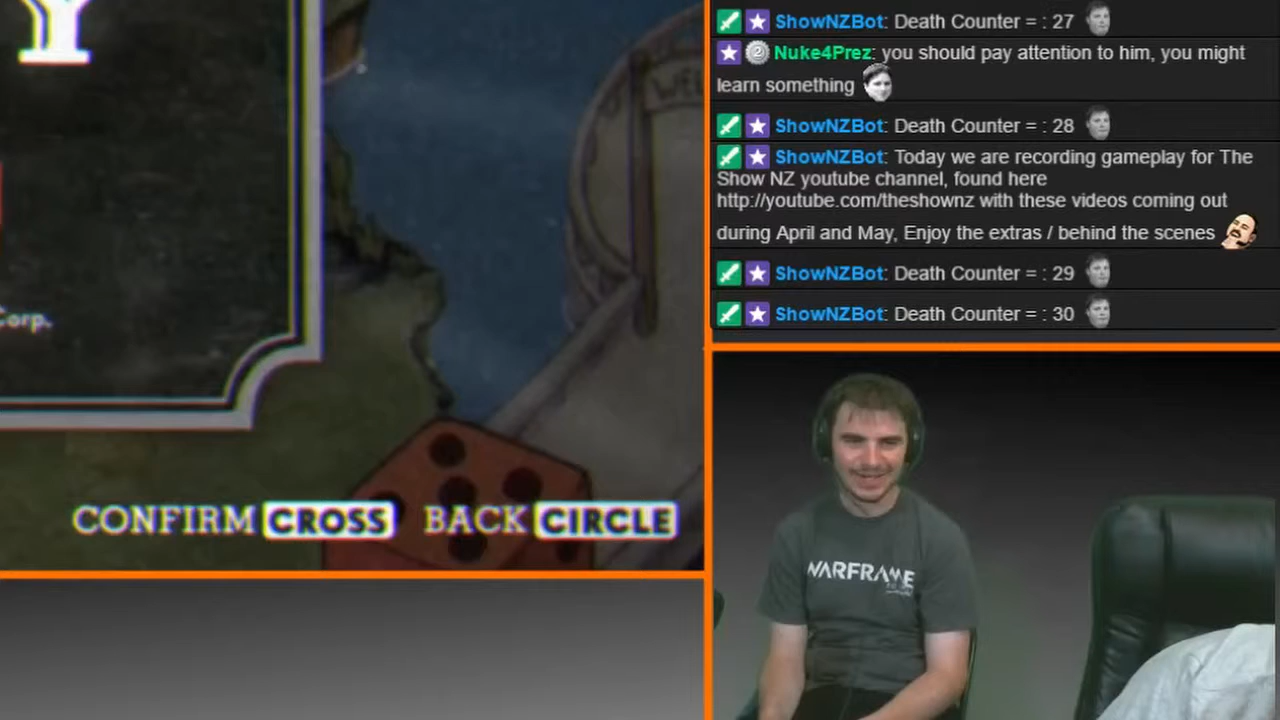 Y
Corp.
CONFIRM CROSS BACK CIRCLE
ShowNZBot: Death Counter = : 27
2 Nuke4Prez: you should pay attention to him, you might
learn something
ShowNZBot: Death Counter = : 28
ShowNZBot: Today we are recording gameplay for The
Show NZ youtube channel, found here
http://youtube.com/theshownz with these videos coming out
during April and May, Enjoy the extras / behind the scenes
ShowNZBot: Death Counter = : 29
ShowNZBot: Death Counter = : 30
WARFRAME